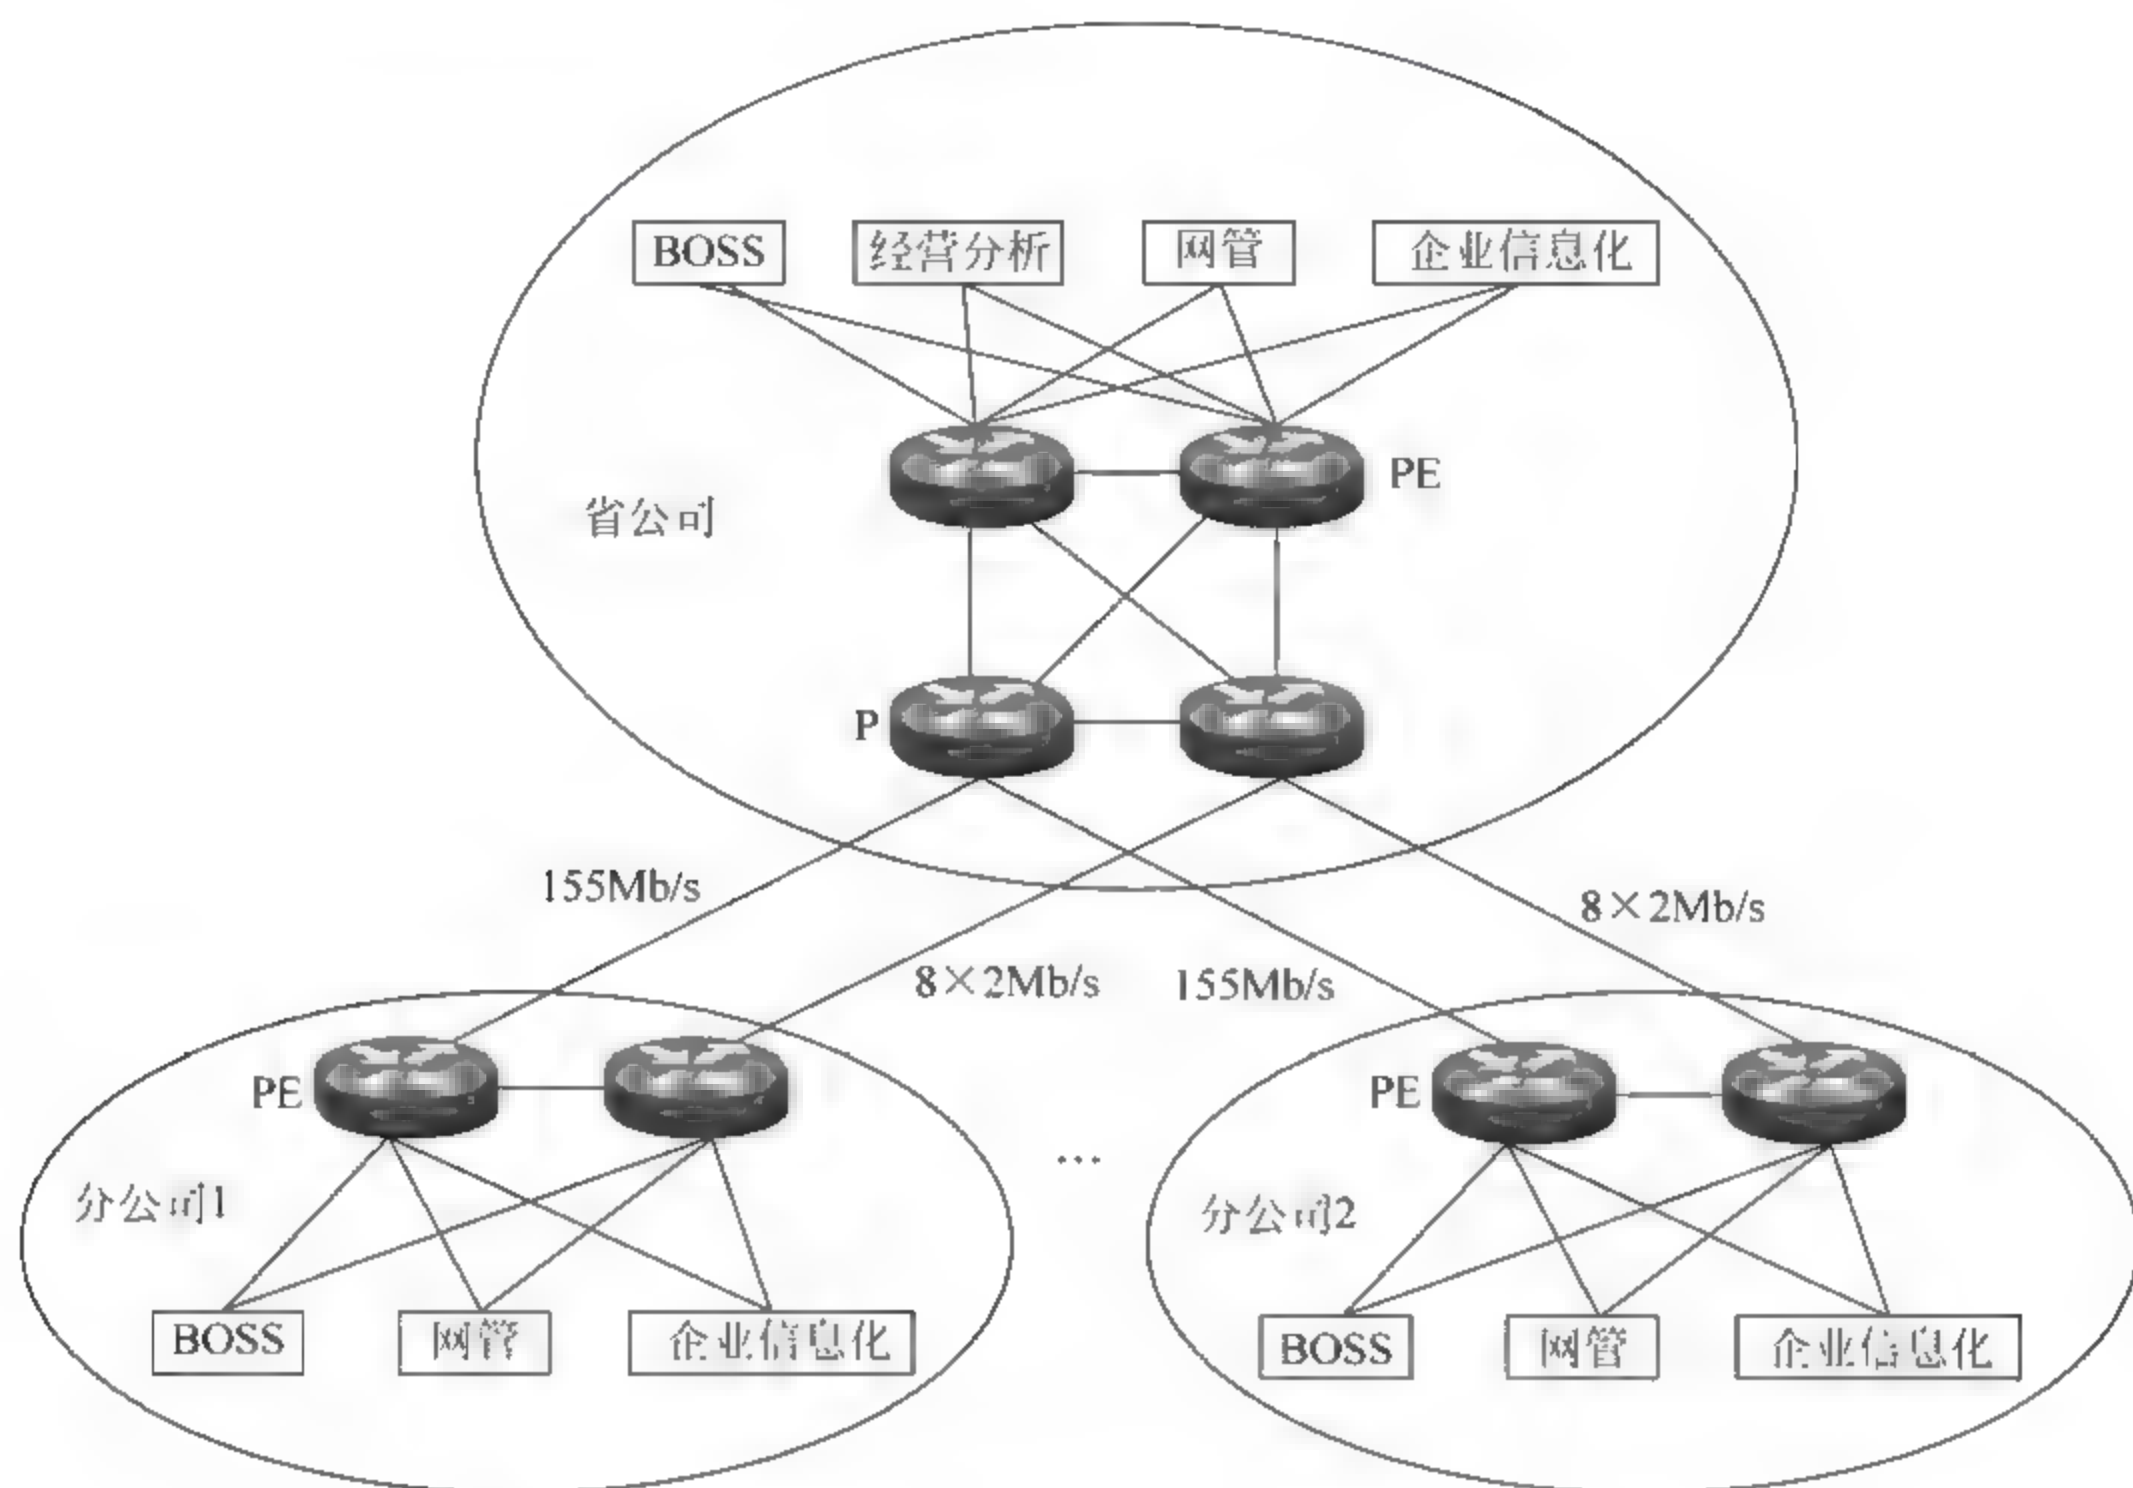 BOSS
经营分析
网管
企业信息化
PE
省公司
P
155Mb/s
8×2Mb/s
8×2Mb/s
155Mb/s
PE
PE
…
分公司1
分公司2
BOSS
网管
企业信息化
BOSS
网管
企业信息化